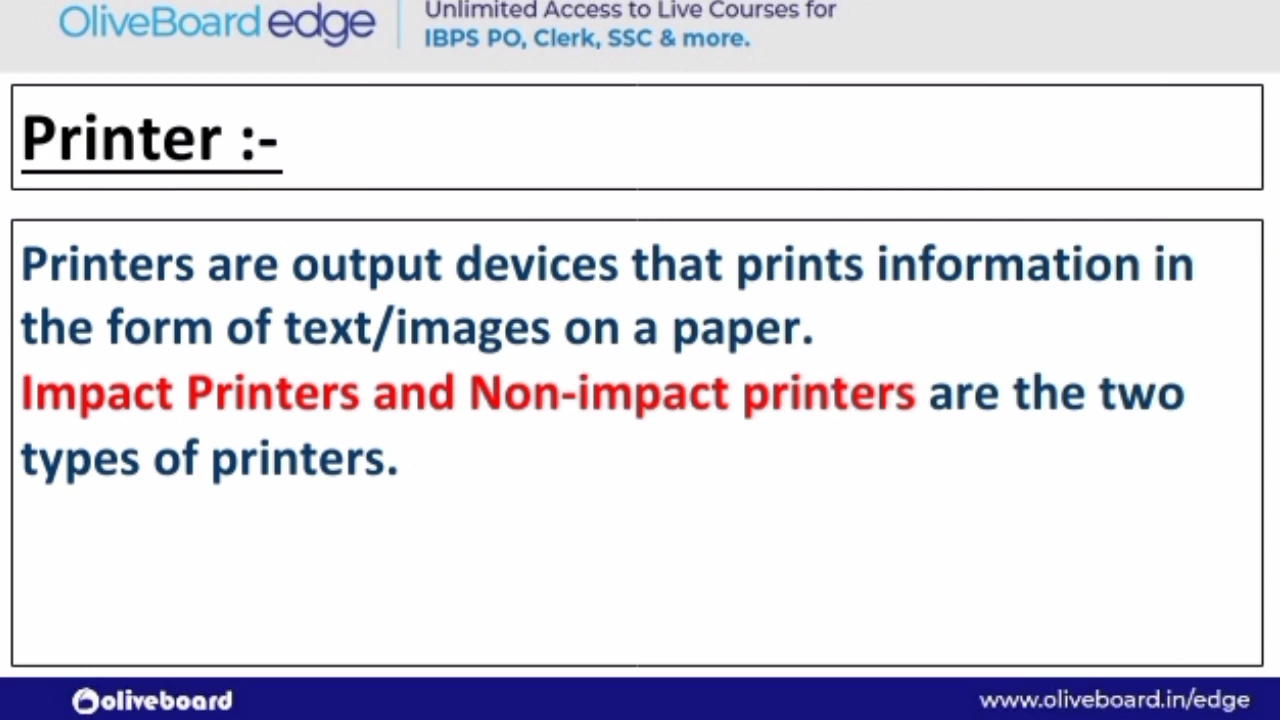 OliveBoard edge
Unlimited Access to Live Courses for
IBPS PO, Clerk, SSC & more.
Printer :-
Printers are output devices that prints information in
the form of text/images on a paper.
Impact Printers and Non-impact printers are the two
types of printers.
oliveboard
www.oliveboard.in/edge